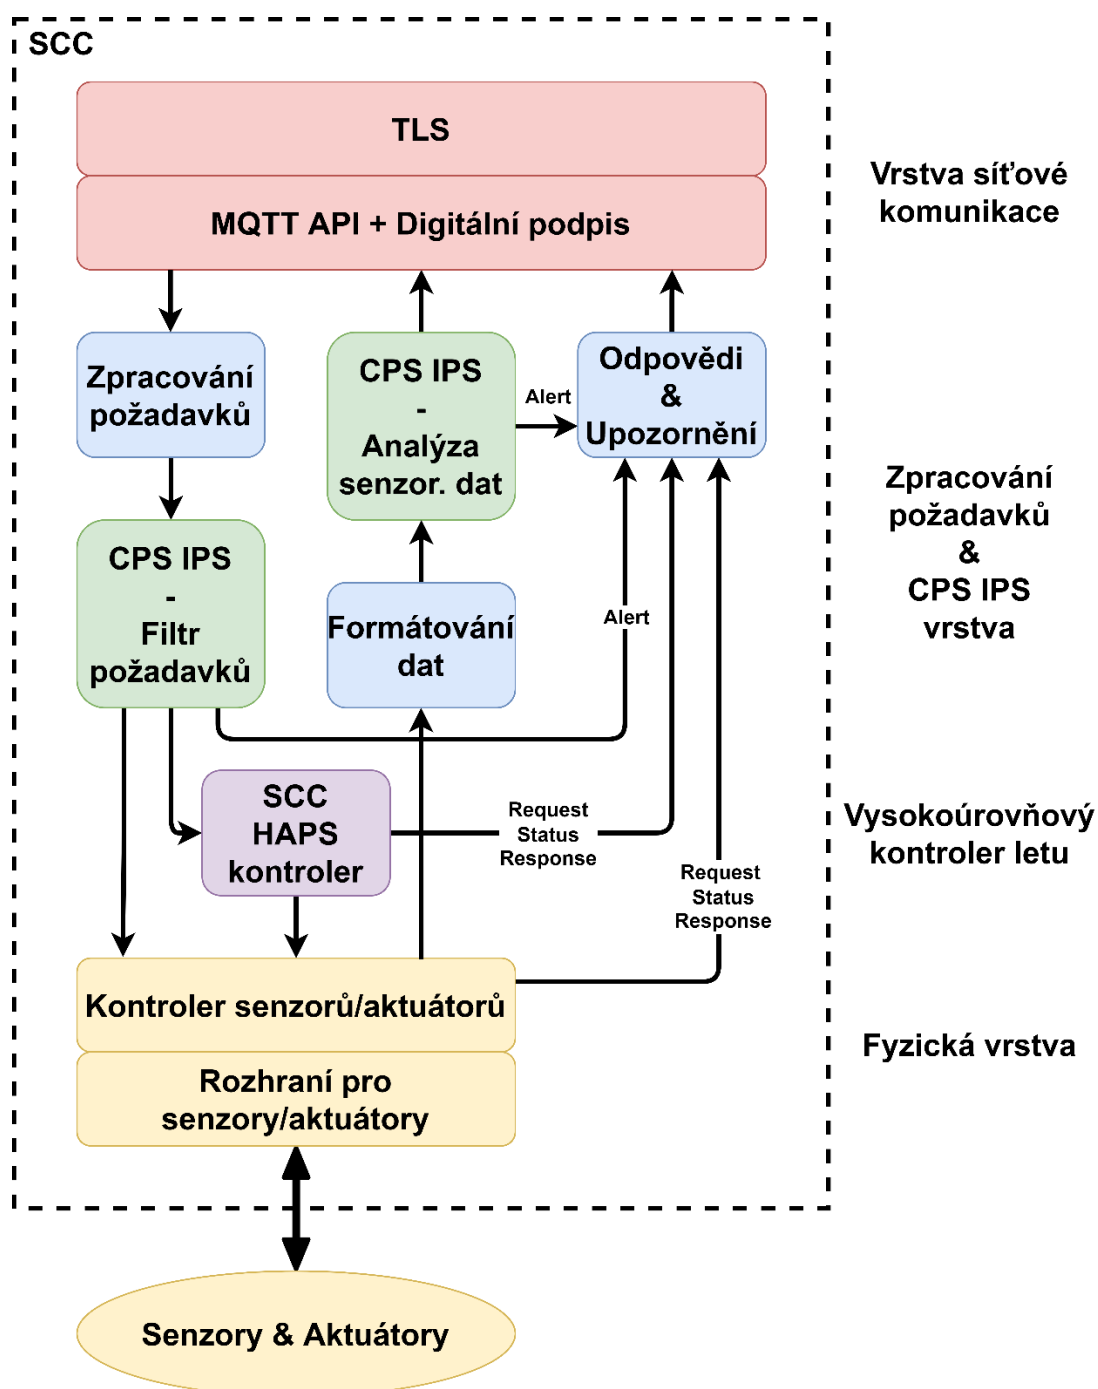 SCC
TLS
MQTT API + Digitální podpis
Vrstva síťové
komunikace
Zpracování
požadavků
CPS IPS
-
Analýza
senzor. dat
Alert
Odpovědi
&
Upozornění
CPS IPS
-
Filtr
požadavků
Formátování
dat
Alert
Zpracování
požadavků
&
CPS IPS
vrstva
SCC
HAPS
kontroler
Request
Status
Response
Request
Status
Response
Vysokoúrovňový
kontroler letu
Kontroler senzorů/aktuátorů
Rozhraní pro
senzory/aktuátory
Fyzická vrstva
Senzory & Aktuátory